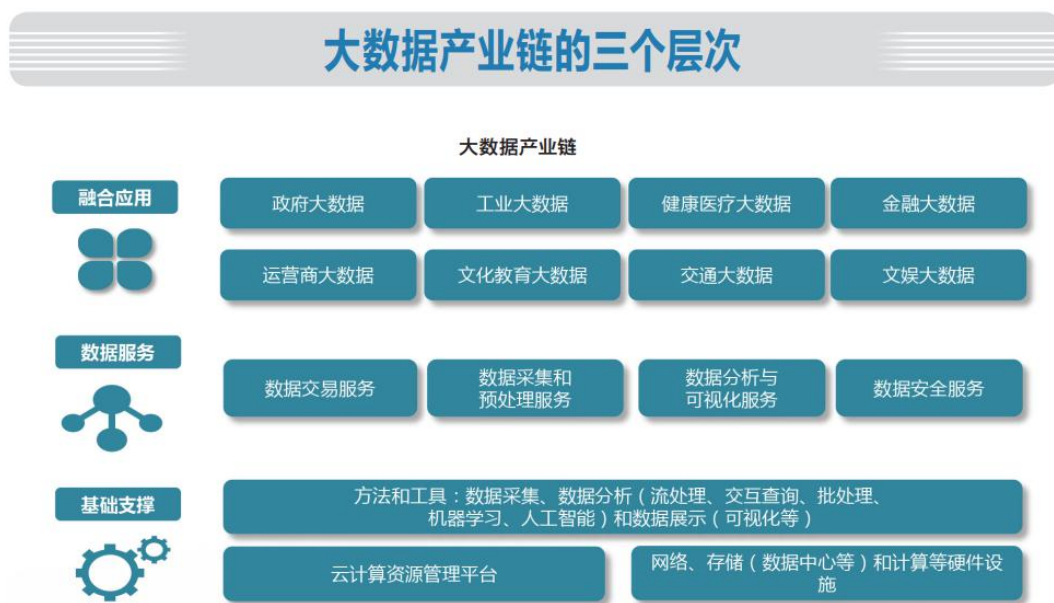 大数据产业链的三个层次
大数据产业链
融合应用
政府大数据
工业大数据
健康医疗大数据
金融大数据
运营商大数据
文化教育大数据
交通大数据
文娱大数据
数据服务
数据交易服务
数据采集和
预处理服务
数据分析与
可视化服务
数据安全服务
基础支撑
方法和工具：数据采集、数据分析（流处理、交互查询、批处理、
机器学习、人工智能）和数据展示（可视化等）
云计算资源管理平台
网络、存储（数据中心等）和计算等硬件设
施